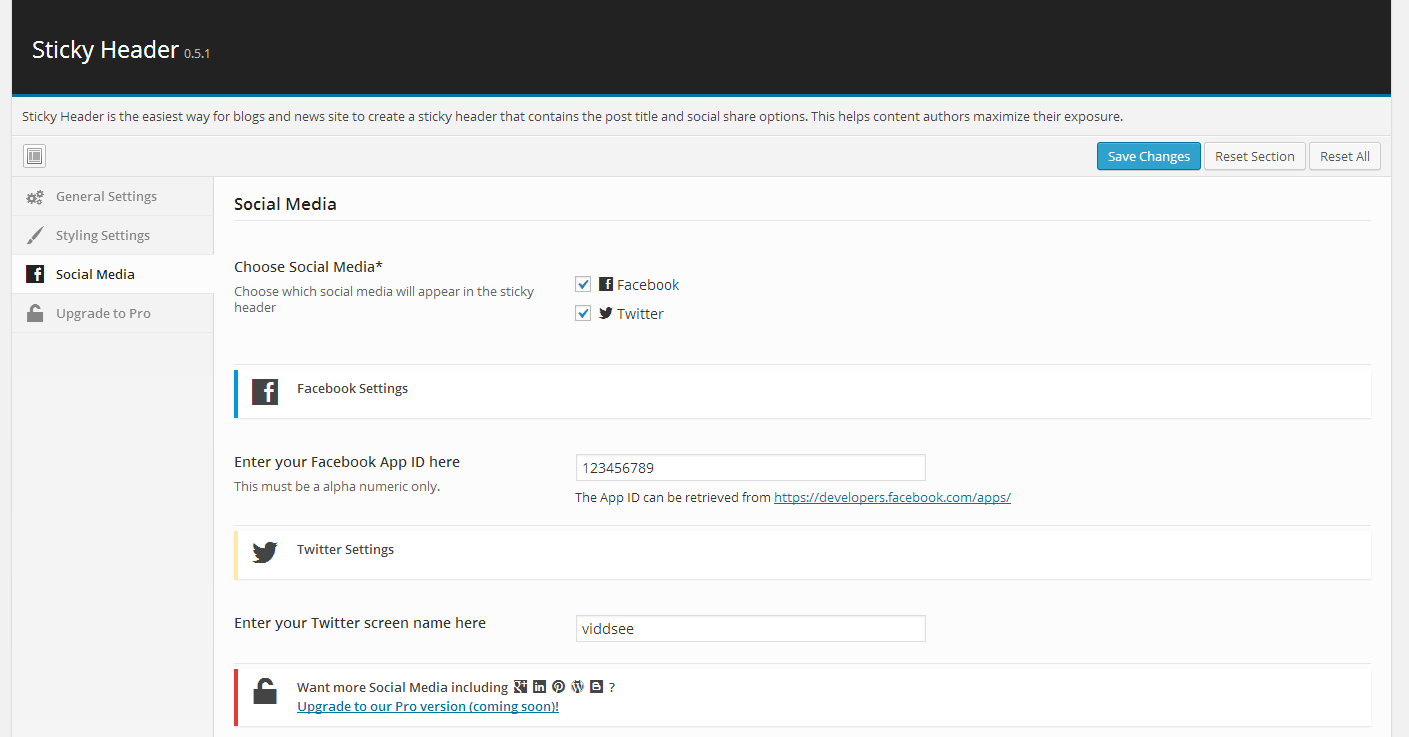 Sticky Header 0.5.1
Sticky Header is the easiest way for blogs and news site to create a sticky header that contains the post title and social share options. This helps content authors maximize their exposure.
Save Changes Reset Section Reset All
General Settings
Styling Settings
Social Media
Upgrade to Pro
Social Media
Choose Social Media*
Choose which social media will appear in the sticky
header
Facebook
Twitter
Facebook Settings
Enter your Facebook App ID here
This must be a alpha numeric only.
123456789
The App ID can be retrieved from https://developers.facebook.com/apps/
Twitter Settings
Enter your Twitter screen name here
viddsee
Want more Social Media including ?
Upgrade to our Pro version (coming soon)!